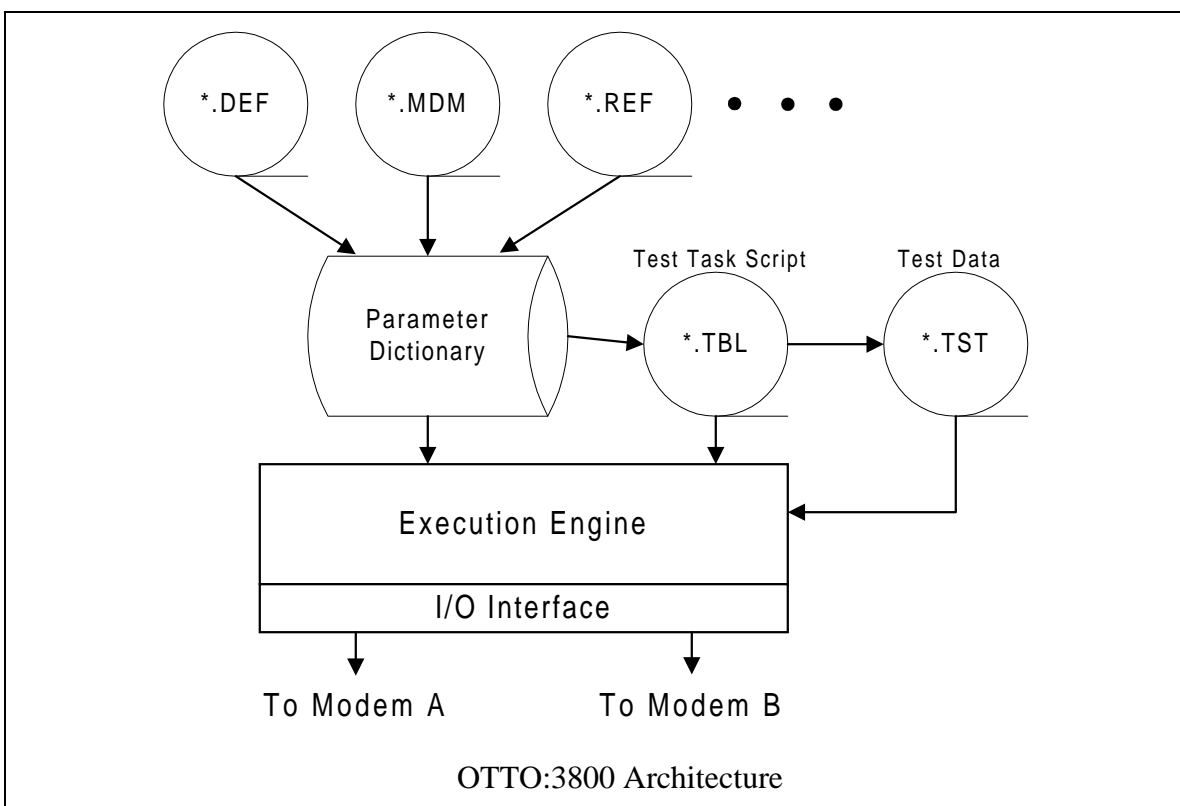 *.DEF
*.MDM
*.REF
Test Task Script
Test Data
Parameter
Dictionary
*.TBL
*.TST
Execution Engine
I/O Interface
To Modem A
To Modem B
OTTO:3800 Architecture